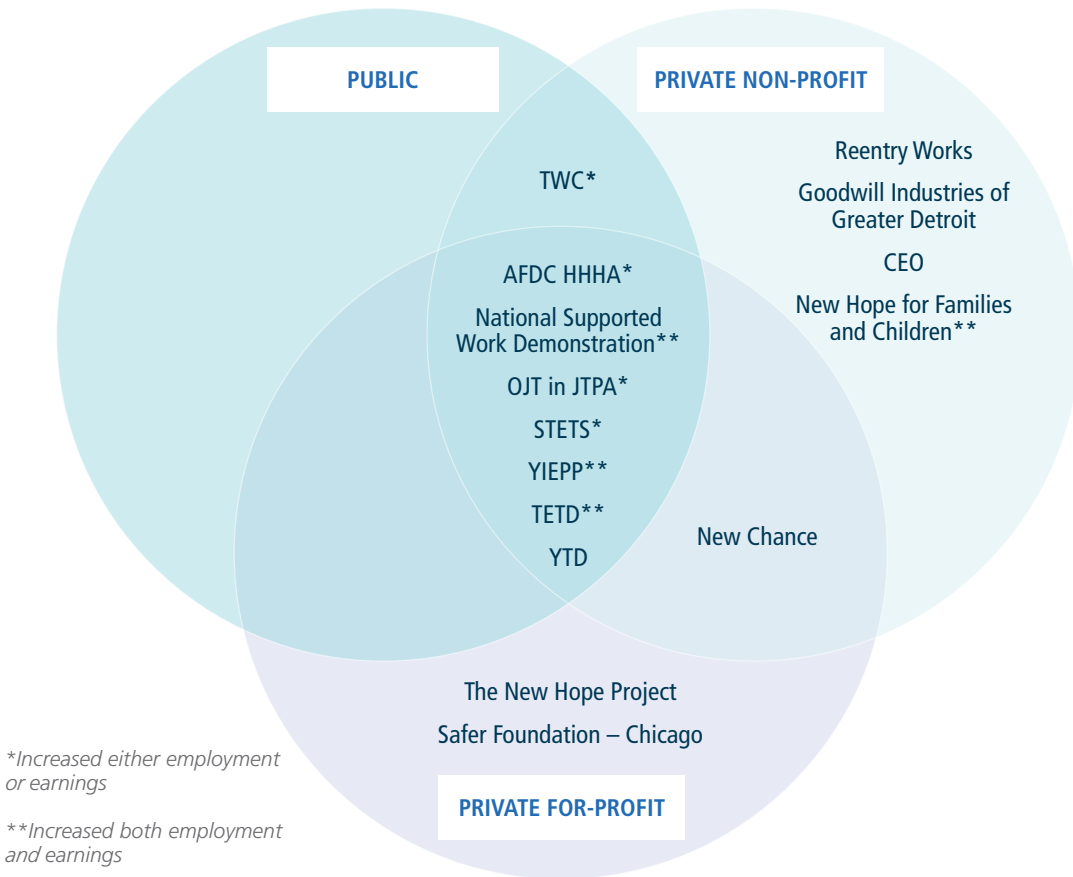 PUBLIC
PRIVATE NON-PROFIT
TWC*
Reentry Works
Goodwill Industries of
Greater Detroit
CEO
New Hope for Families
and Children**
AFDC HHHA*
National Supported
Work Demonstration**
OJT in JTPA*
STETS*
YIEPP**
TETD**
YTD
New Chance
The New Hope Project
Safer Foundation – Chicago
PRIVATE FOR-PROFIT
*Increased either employment
or earnings
**Increased both employment
and earnings